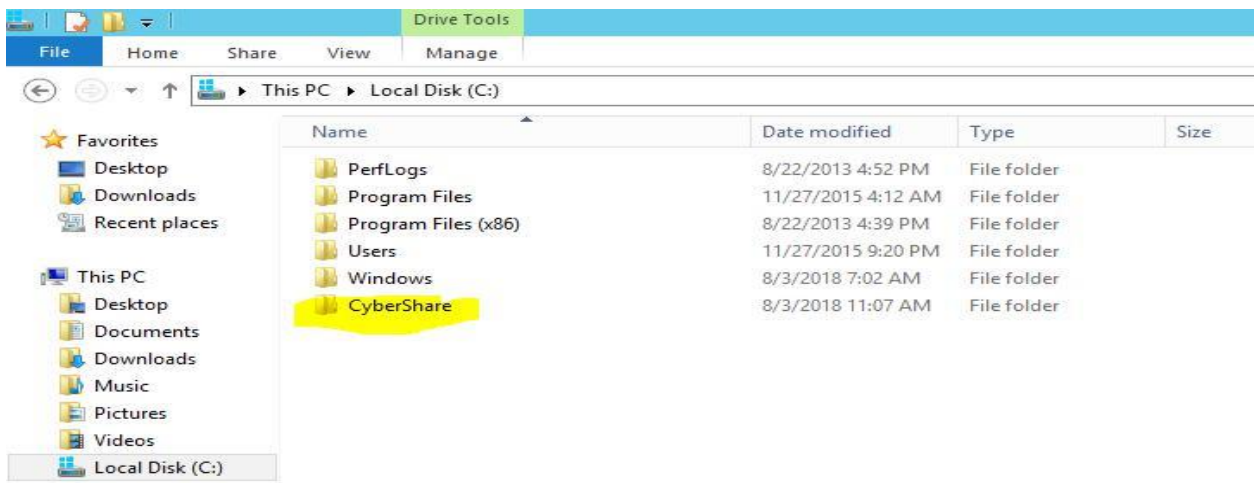 Drive Tools
File Home Share View Manage
This PC Local Disk (C:)
Favorites
Desktop
Downloads
Recent places
This PC
Desktop
Documents
Downloads
Music
Pictures
Videos
Local Disk (C:)
Name Date modified Type Size
PerfLogs 8/22/2013 4:52 PM File folder
Program Files 11/27/2015 4:12 AM File folder
Program Files (x86) 8/22/2013 4:39 PM File folder
Users 11/27/2015 9:20 PM File folder
Windows 8/3/2018 7:02 AM File folder
CyberShare 8/3/2018 11:07 AM File folder